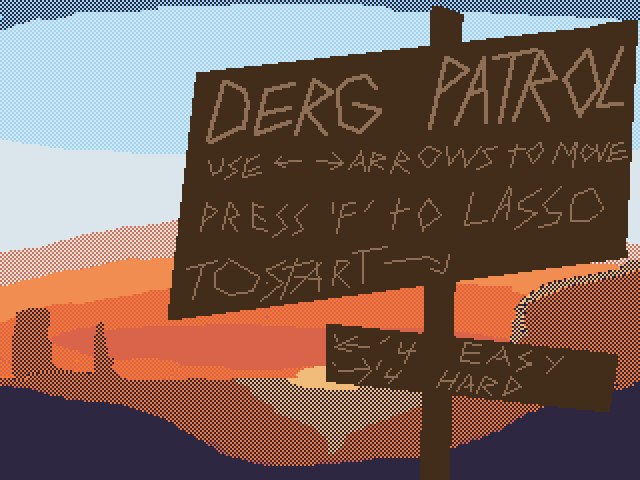 DERG PATROL
USE ← → ARROWS TO MOVE
PRESS 'F' TO LASSO
TO START →
← '4 EASY
→ '4 HARD